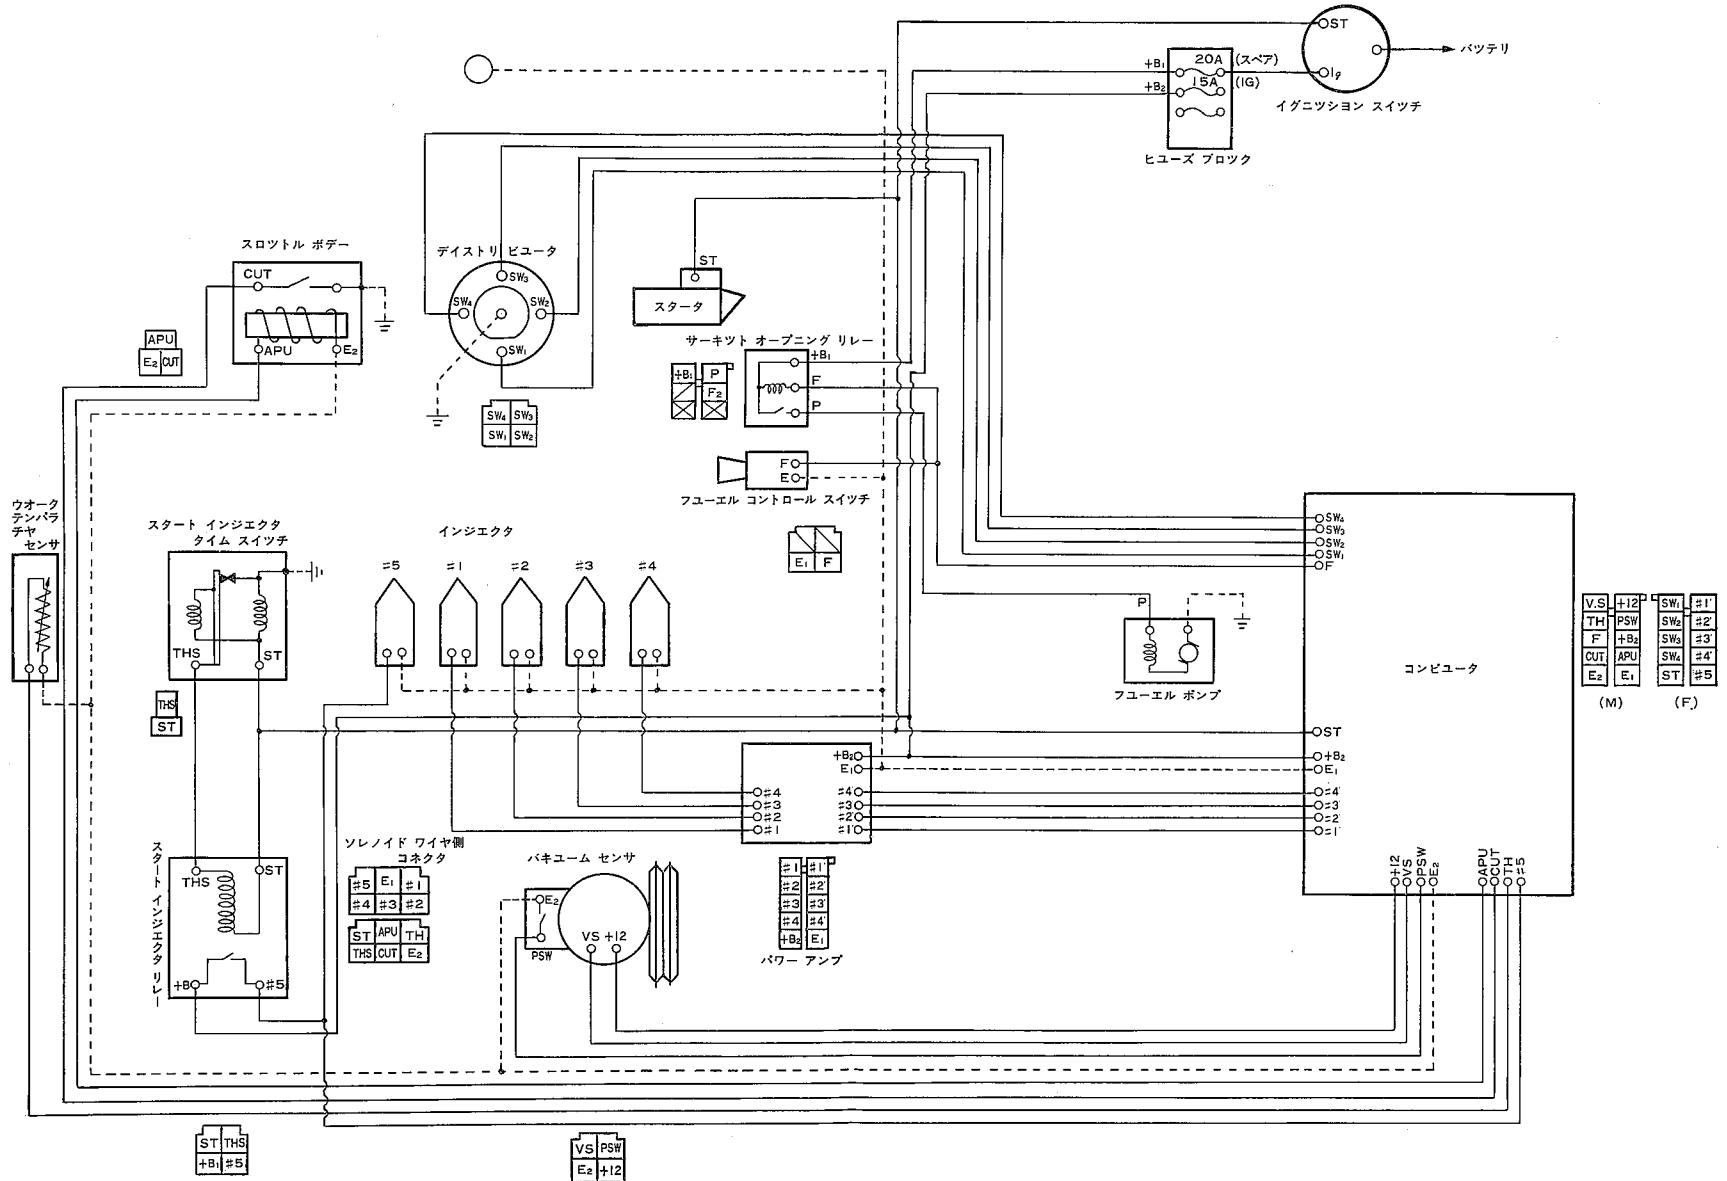 ST
バツテリ
Ig
イグニツシヨン スイツチ
+B₁
20A
(スペア)
+B₂
15A
(IG)
ヒユーズ ブロツク
スロツトル ボデー
CUT
APU
E₂
APU
E₂
CUT
デイストリビユータ
SW₃
SW₄
SW₂
SW₁
SW₄
SW₃
SW₁
SW₂
ST
スタータ
サーキツト オープニング リレー
+B₁
F
P
+B₁
P
F₂
F
E
フユーエル コントロール スイツチ
E₁
F
ウオータ
テンパラ
チヤ
センサ
スタート インジエクタ
タイム スイツチ
THS
ST
THS
ST
インジエクタ
#5
#1
#2
#3
#4
P
フユーエル ポンプ
SW₄
SW₃
SW₂
SW₁
F
コンピユータ
ST
+B₂
E₁
#4'
#3'
#2'
#1'
+12
VS
PSW
E₂
APU
CUT
TH
#5
V.S
+12
TH
PSW
F
+B₂
CUT
APU
E₂
E₁
(M)
SW₁
#1'
SW₂
#2'
SW₃
#3'
SW₄
#4'
ST
#5
(F)
+B₂
E₁
#4
#3
#2
#1
#4'
#3'
#2'
#1'
#1
#1'
#2
#2'
#3
#3'
#4
#4'
+B₂
E₁
パワー アンプ
スタート インジエクタ リレー
THS
ST
+B
#5
ソレノイド ワイヤ側
コネクタ
#5
E₁
#1
#4
#3
#2
ST
APU
TH
THS
CUT
E₂
バキユーム センサ
E₂
PSW
VS
+12
ST
THS
+B₁
#5
VS
PSW
E₂
+12